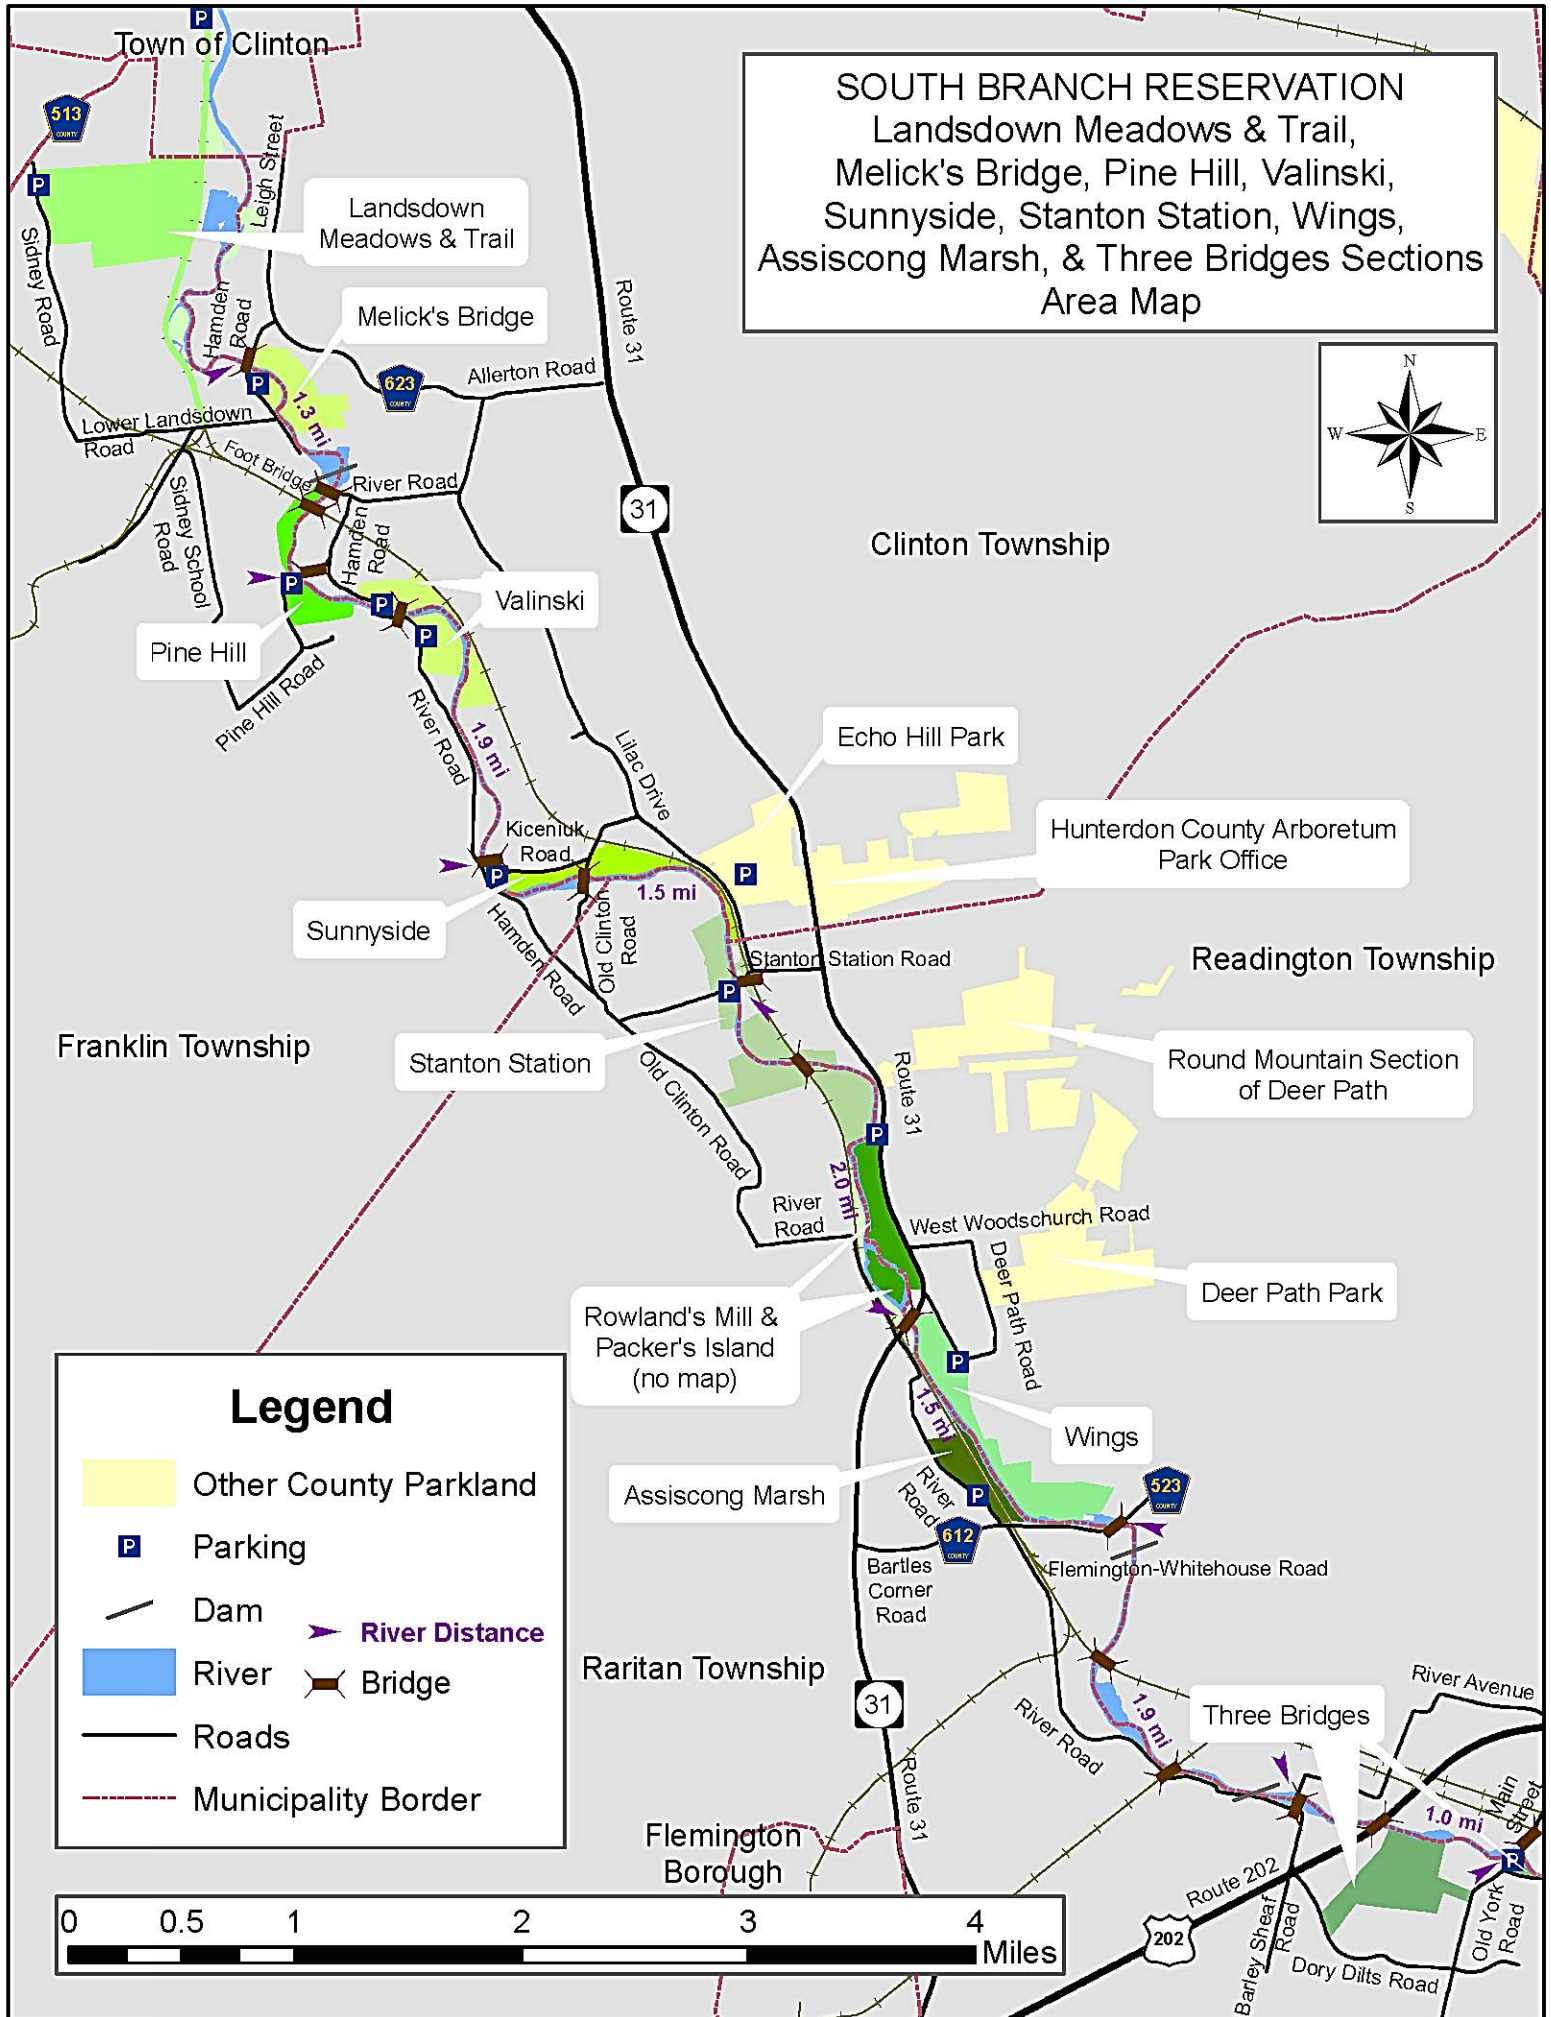 P
Town of Clinton
513
COUNTY
SOUTH BRANCH RESERVATION
Landsdown Meadows & Trail,
Melick's Bridge, Pine Hill, Valinski,
Sunnyside, Stanton Station, Wings,
Assiscong Marsh, & Three Bridges Sections
Area Map
P
Leigh Street
Landsdown
Meadows & Trail
Sidney Road
Hamden
Road
Route 31
Melick's Bridge
N
W
E
S
P
623
COUNTY
Allerton Road
1.3 mi
Lower Landsdown
Road
Foot Bridge
River Road
31
Sidney School
Road
Hamden
Road
Clinton Township
P
P
P
Valinski
Pine Hill
Pine Hill Road
River Road
1.9 mi
Lilac Drive
Echo Hill Park
Kiceniuk
Road
P
P
1.5 mi
Hunterdon County Arboretum
Park Office
Sunnyside
Hamden Road
Old Clinton
Road
Stanton Station Road
Readington Township
P
Franklin Township
Stanton Station
Old Clinton Road
Route 31
Round Mountain Section
of Deer Path
P
2.0 mi
River
Road
West Woodschurch Road
Deer Path Road
Deer Path Park
Rowland's Mill &
Packer's Island
(no map)
P
1.5 mi
Wings
Assiscong Marsh
River
Road
P
523
COUNTY
612
COUNTY
Bartles
Corner
Road
Flemington-Whitehouse Road
Raritan Township
31
Route 31
River Road
1.9 mi
River Avenue
Three Bridges
Main
Street
1.0 mi
P
Flemington
Borough
Route 202
202
Barley Sheaf
Road
Dory Dilts Road
Old York
Road
Legend
Other County Parkland
P
Parking
Dam
River Distance
River
Bridge
Roads
Municipality Border
0 0.5 1 2 3 4
Miles